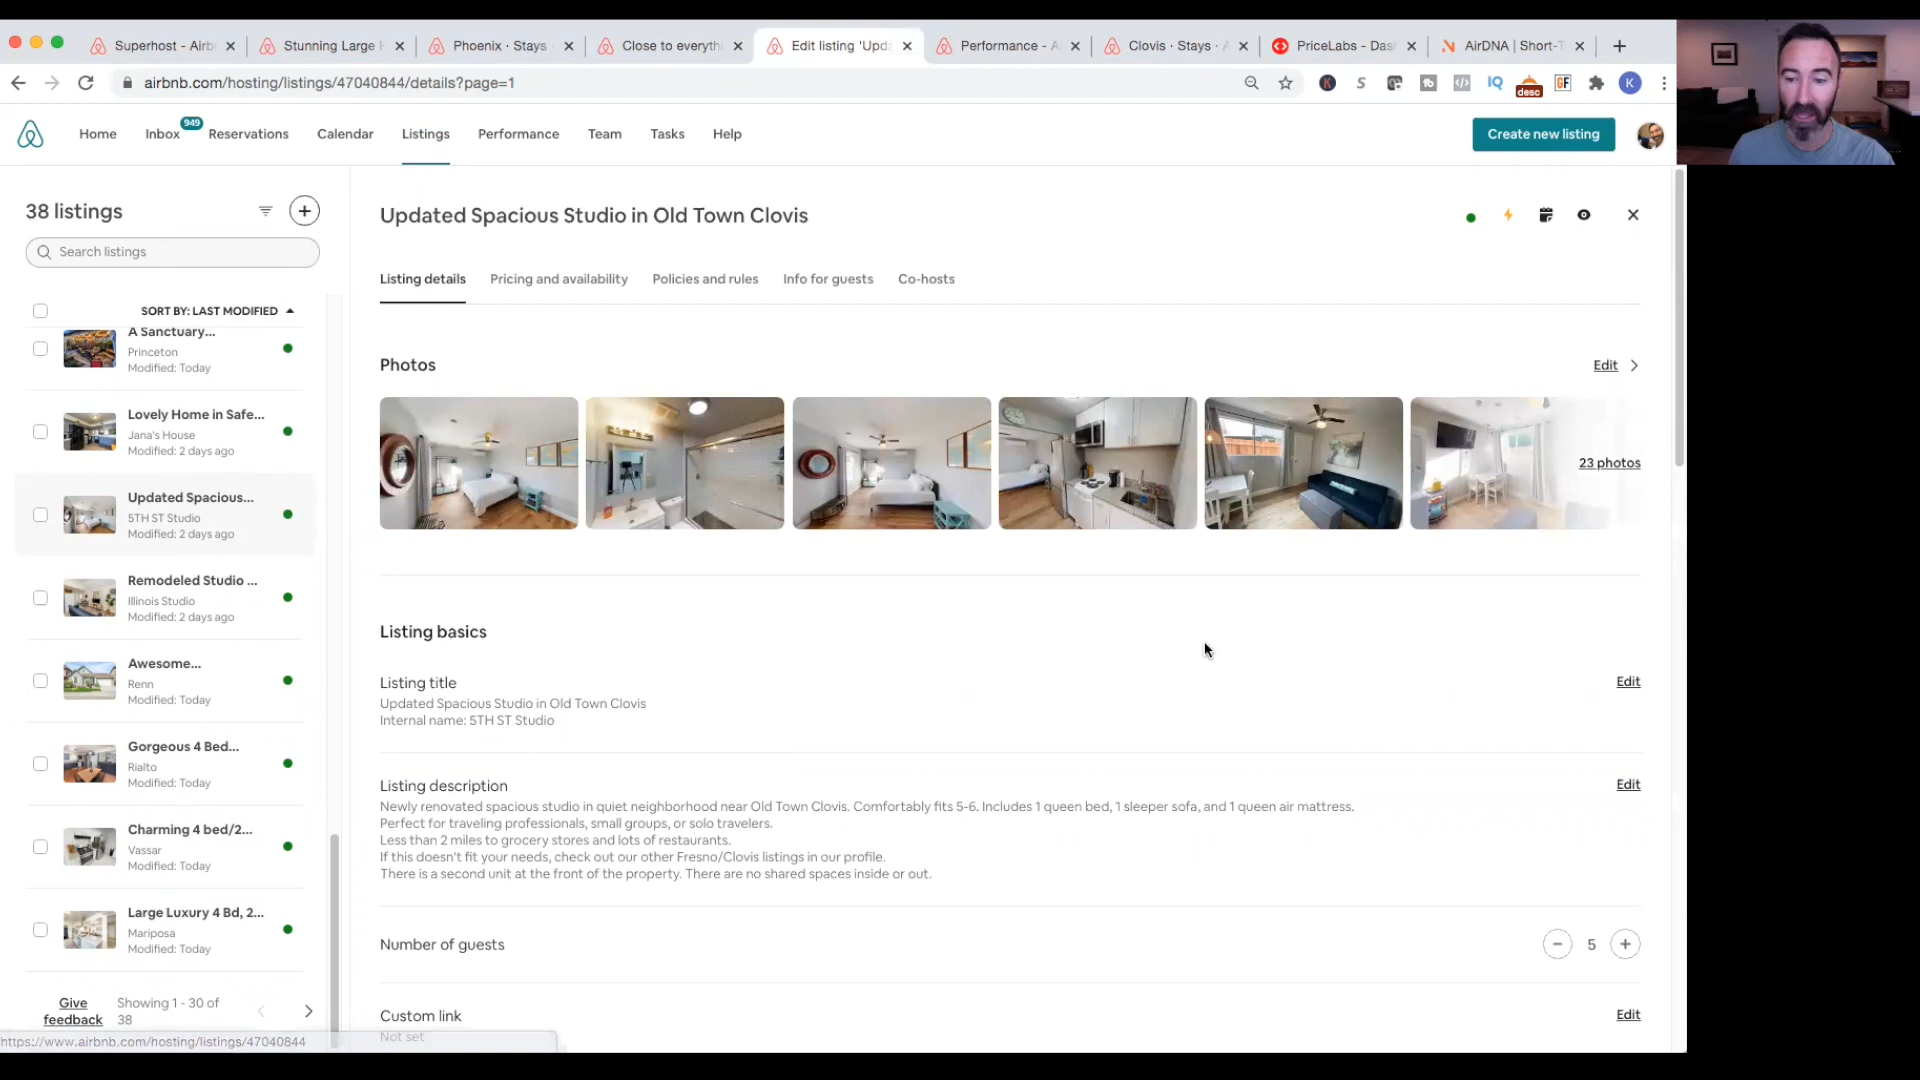 Superhost - Airb
Stunning Large
Phoenix · Stays
Close to everyth
Edit listing 'Upda
Performance - A
Clovis · Stays ·
PriceLabs - Das
AirDNA | Short-T
airbnb.com/hosting/listings/47040844/details?page=1
desc
K
Home
Inbox
949
Reservations
Calendar
Listings
Performance
Team
Tasks
Help
Create new listing
38 listings
Search listings
SORT BY: LAST MODIFIED
A Sanctuary...
Princeton
Modified: Today
Lovely Home in Safe...
Jana's House
Modified: 2 days ago
Updated Spacious...
5TH ST Studio
Modified: 2 days ago
Remodeled Studio ...
Illinois Studio
Modified: 2 days ago
Awesome...
Renn
Modified: Today
Gorgeous 4 Bed...
Rialto
Modified: Today
Charming 4 bed/2...
Vassar
Modified: Today
Large Luxury 4 Bd, 2...
Mariposa
Modified: Today
Give feedback
Showing 1 - 30 of 38
https://www.airbnb.com/hosting/listings/47040844
Updated Spacious Studio in Old Town Clovis
Listing details
Pricing and availability
Policies and rules
Info for guests
Co-hosts
Photos
Edit
23 photos
Listing basics
Listing title
Edit
Updated Spacious Studio in Old Town Clovis
Internal name: 5TH ST Studio
Listing description
Edit
Newly renovated spacious studio in quiet neighborhood near Old Town Clovis. Comfortably fits 5-6. Includes 1 queen bed, 1 sleeper sofa, and 1 queen air mattress.
Perfect for traveling professionals, small groups, or solo travelers.
Less than 2 miles to grocery stores and lots of restaurants.
If this doesn't fit your needs, check out our other Fresno/Clovis listings in our profile.
There is a second unit at the front of the property. There are no shared spaces inside or out.
Number of guests
5
Custom link
Edit
Not set